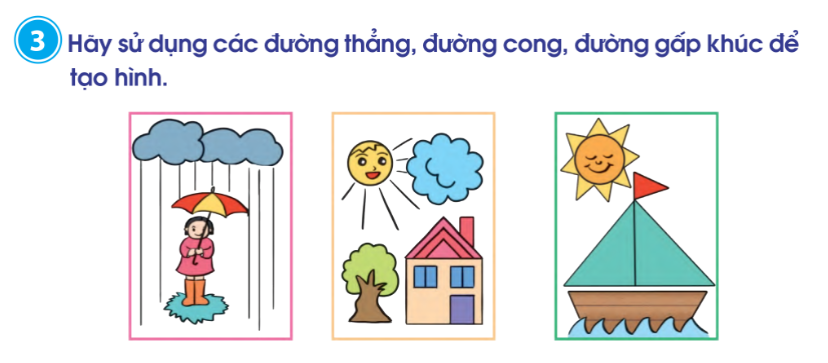 3 Hãy sử dụng các đường thẳng, đường cong, đường gấp khúc để
tạo hình.